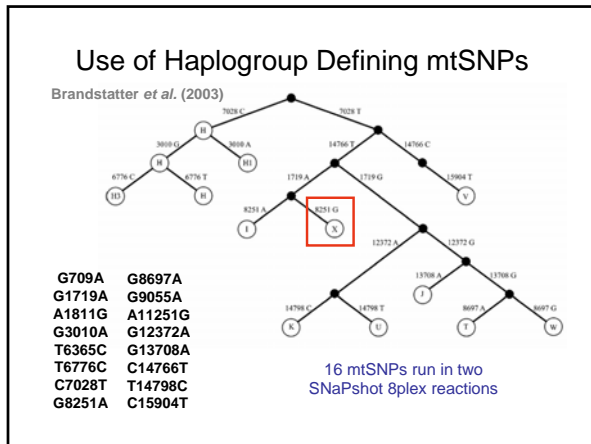 Use of Haplogroup Defining mtSNPs
Brandstatter et al. (2003)
7028 C
7028 T
H
3010 G
3010 A
14766 T
14766 C
H
H1
6776 C
6776 T
1719 A
1719 G
15904 T
H3
H
V
8251 A
8251 G
I
X
12372 A
12372 G
13708 A
13708 G
J
14798 C
14798 T
8697 A
8697 G
K
U
T
W
G709A G8697A
G1719A G9055A
A1811G A11251G
G3010A G12372A
T6365C G13708A
T6776C C14766T
C7028T T14798C
G8251A C15904T
16 mtSNPs run in two
SNaPshot 8plex reactions